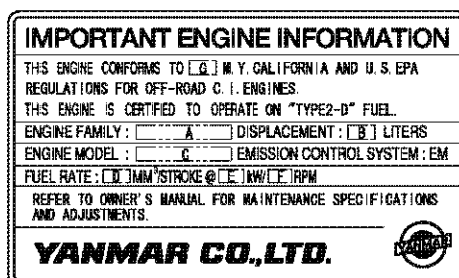 IMPORTANT ENGINE INFORMATION
THIS ENGINE CONFORMS TO [ G ] M.Y. CALIFORNIA AND U.S. EPA
REGULATIONS FOR OFF-ROAD C.I. ENGINES.
THIS ENGINE IS CERTIFIED TO OPERATE ON "TYPE2-D" FUEL.
ENGINE FAMILY : [ A ] DISPLACEMENT : [ B ] LITERS
ENGINE MODEL : [ C ] EMISSION CONTROL SYSTEM : EM
FUEL RATE : [ D ] MM³/STROKE @ [ E ] kW/ [ F ] RPM
REFER TO OWNER'S MANUAL FOR MAINTENANCE SPECIFICATIONS
AND ADJUSTMENTS.
YANMAR CO.,LTD.
YANMAR